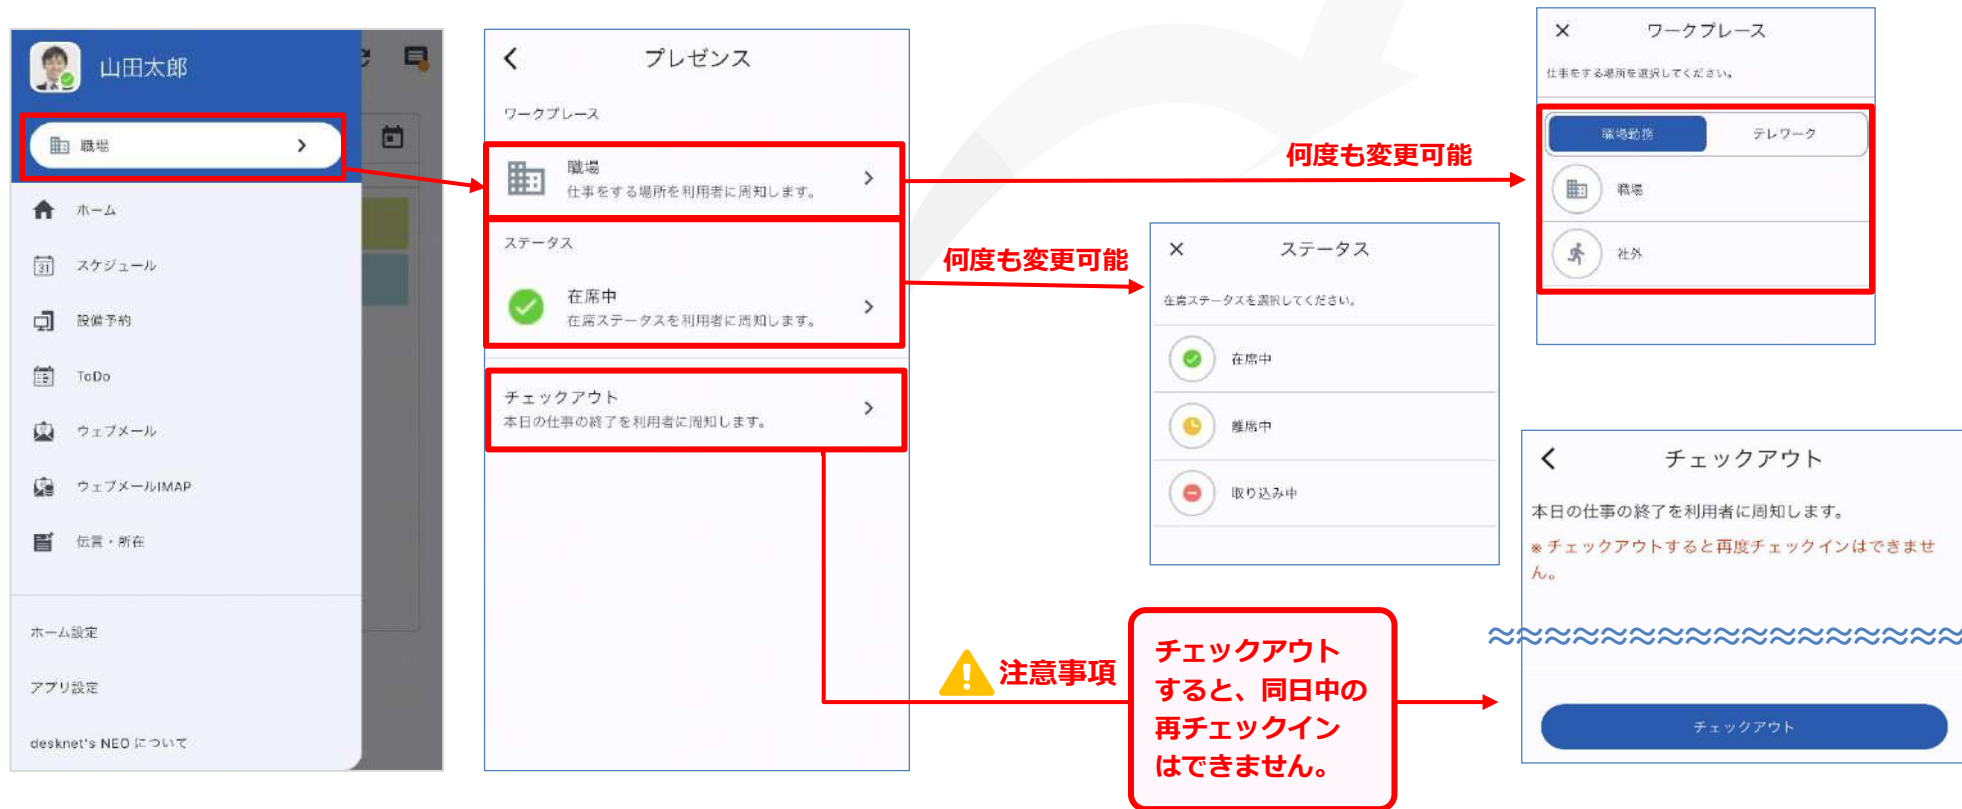 山田太郎
職場
ホーム
31
スケジュール
設備予約
ToDo
ウェブメール
ウェブメールIMAP
伝言・所在
ホーム設定
アプリ設定
desknet's NEO について
プレゼンス
ワークプレース
職場
仕事をする場所を利用者に周知します。
ステータス
在席中
在席ステータスを利用者に周知します。
チェックアウト
本日の仕事の終了を利用者に周知します。
何度も変更可能
何度も変更可能
ワークプレース
仕事をする場所を選択してください。
職場勤務
テレワーク
職場
社外
ステータス
在席ステータスを選択してください。
在席中
離席中
取り込み中
注意事項
チェックアウト
すると、同日中の
再チェックイン
はできません。
チェックアウト
本日の仕事の終了を利用者に周知します。
※チェックアウトすると再度チェックインはできませ
ん。
チェックアウト